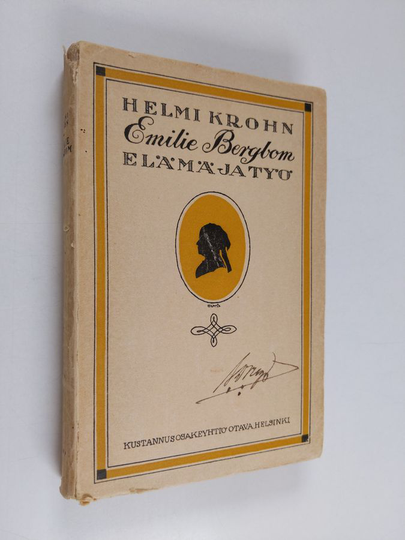 HELMI KROHN
Emilie Bergbom
ELÄMÄ JA TYÖ
KUSTANNUSOSAKEYHTIÖ OTAVA, HELSINKI